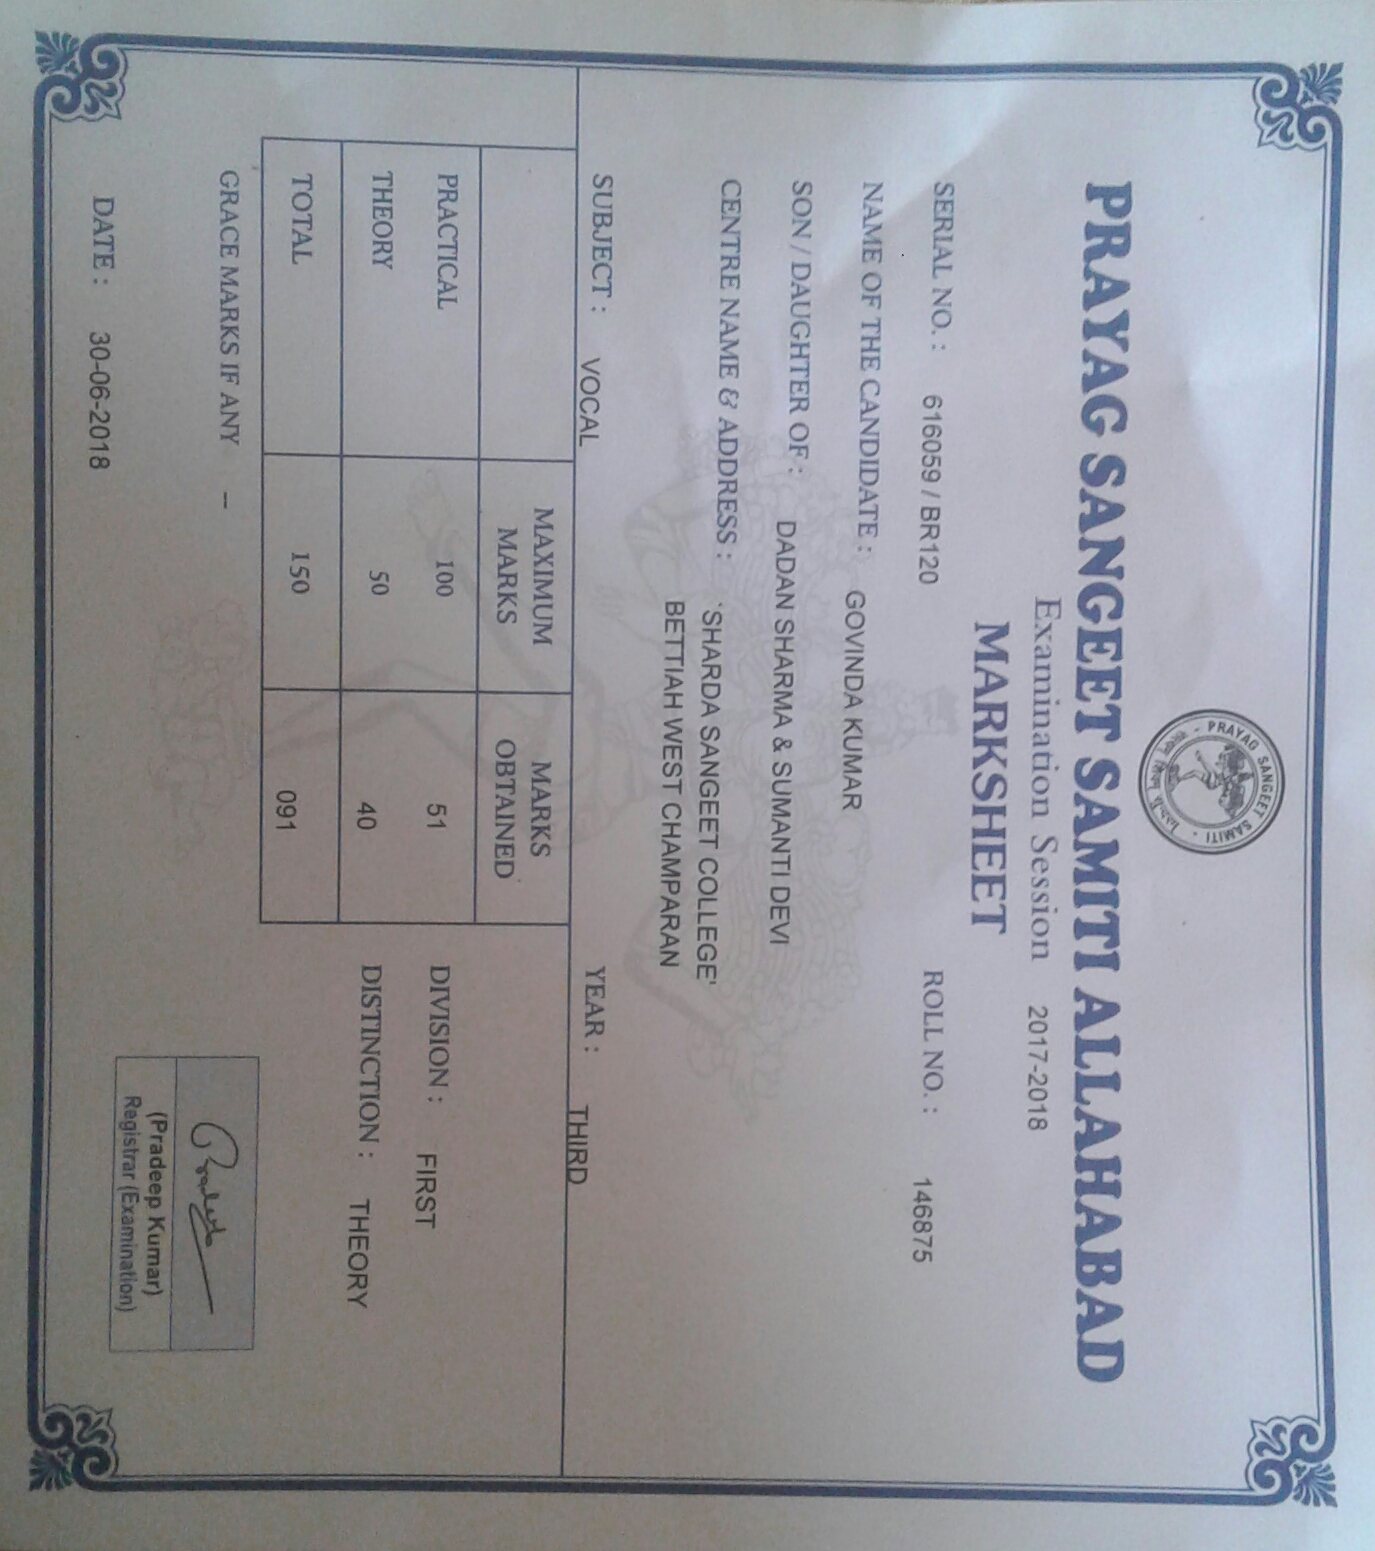 PRAYAG SANGEET SAMITI
PRAYAG SANGEET SAMITI ALLAHABAD
Examination Session 2017-2018
MARKSHEET
SERIAL NO. : 616059 / BR120 ROLL NO. : 146875
NAME OF THE CANDIDATE : GOVINDA KUMAR
SON / DAUGHTER OF : DADAN SHARMA & SUMANTI DEVI
CENTRE NAME & ADDRESS : 'SHARDA SANGEET COLLEGE'
BETTIAH WEST CHAMPARAN
SUBJECT : VOCAL YEAR : THIRD
MAXIMUM MARKS MARKS OBTAINED
PRACTICAL 100 51 DIVISION : FIRST
THEORY 50 40 DISTINCTION : THEORY
TOTAL 150 091
GRACE MARKS IF ANY –
DATE : 30-06-2018
(Pradeep Kumar)
Registrar (Examination)